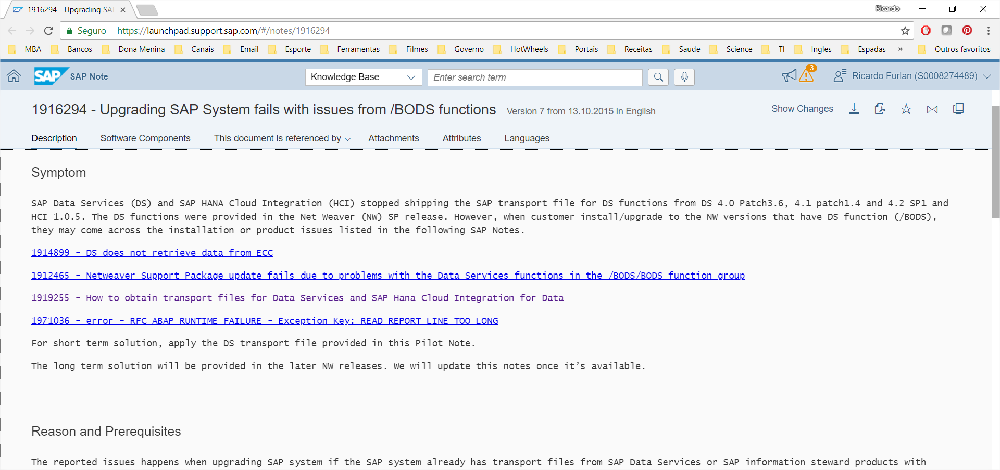 SAP 1916294 - Upgrading SA
Ricardo
Seguro https://launchpad.support.sap.com/#/notes/1916294
MBA Bancos Dona Menina Canais Email Esporte Ferramentas Filmes Governo HotWheels Portais Receitas Saude Science TI Ingles Espadas » Outros favoritos
SAP SAP Note Knowledge Base Enter search term 3 Ricardo Furlan (S0008274489)
1916294 - Upgrading SAP System fails with issues from /BODS functions Version 7 from 13.10.2015 in English Show Changes
Description Software Components This document is referenced by Attachments Attributes Languages
Symptom
SAP Data Services (DS) and SAP HANA Cloud Integration (HCI) stopped shipping the SAP transport file for DS functions from DS 4.0 Patch3.6, 4.1 patch1.4 and 4.2 SP1 and
HCI 1.0.5. The DS functions were provided in the Net Weaver (NW) SP release. However, when customer install/upgrade to the NW versions that have DS function (/BODS),
they may come across the installation or product issues listed in the following SAP Notes.
1914899 - DS does not retrieve data from ECC
1912465 - Netweaver Support Package update fails due to problems with the Data Services functions in the /BODS/BODS function group
1919255 - How to obtain transport files for Data Services and SAP Hana Cloud Integration for Data
1971036 - error - RFC_ABAP_RUNTIME_FAILURE - Exception_Key: READ_REPORT_LINE_TOO_LONG
For short term solution, apply the DS transport file provided in this Pilot Note.
The long term solution will be provided in the later NW releases. We will update this notes once it’s available.
Reason and Prerequisites
The reported issues happens when upgrading SAP system if the SAP system already has transport files from SAP Data Services or SAP information steward products with